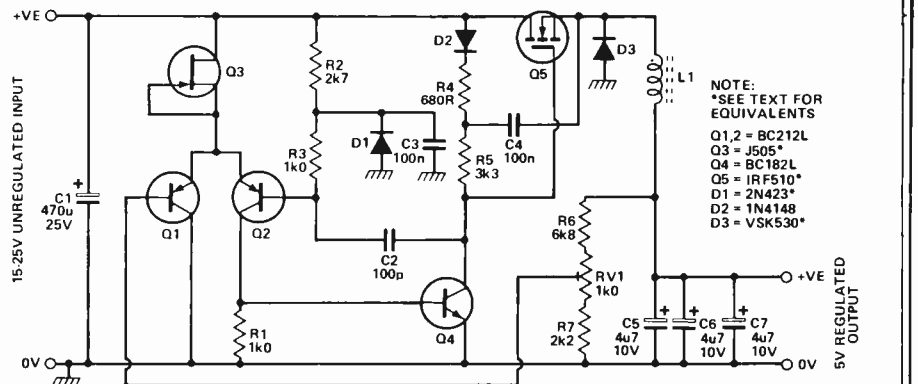 +VE
15-25V UNREGULATED INPUT
0V
C1
470u
25V
+
Q3
Q1
Q2
R1
1k0
R2
2k7
R3
1k0
D1
C3
100n
C2
100p
D2
R4
680R
R5
3k3
C4
100n
Q4
Q5
D3
L1
R6
6k8
RV1
1k0
R7
2k2
C5
4u7
10V
+
C6
4u7
10V
+
C7
4u7
10V
+
+VE
5V REGULATED
OUTPUT
0V
NOTE:
*SEE TEXT FOR
EQUIVALENTS
Q1,2 = BC212L
Q3 = J505*
Q4 = BC182L
Q5 = IRF510*
D1 = 2N423*
D2 = 1N4148
D3 = VSK530*